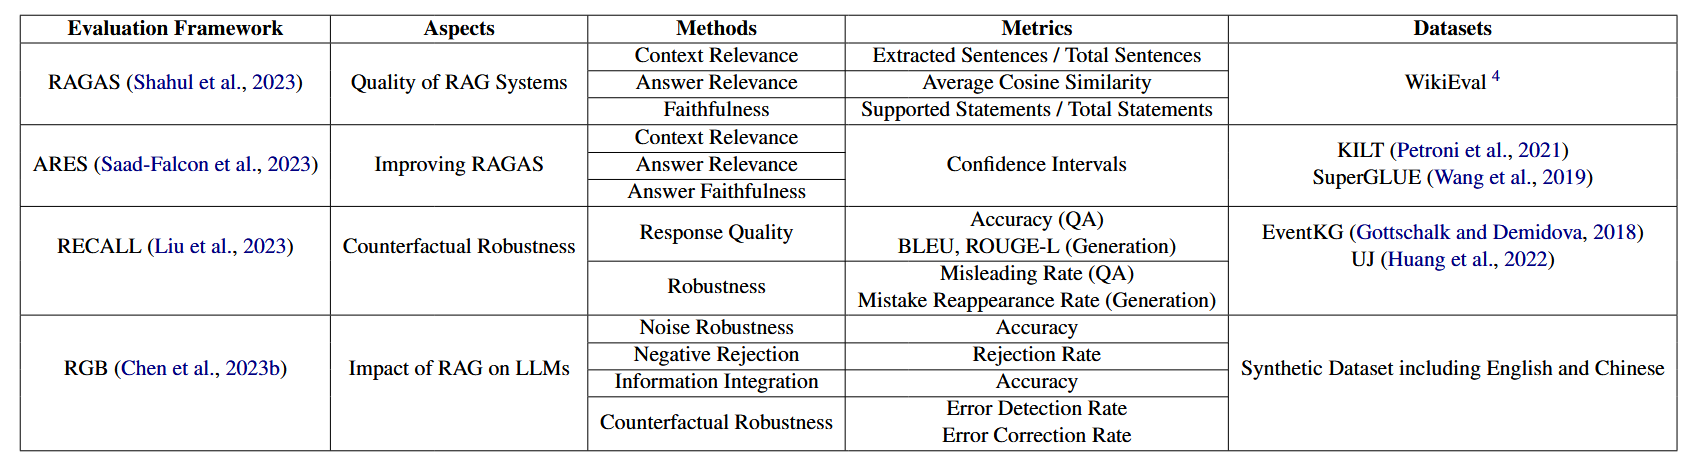 Evaluation Framework Aspects Methods Metrics Datasets
RAGAS (Shahul et al., 2023) Quality of RAG Systems Context Relevance Extracted Sentences / Total Sentences WikiEval 4
Answer Relevance Average Cosine Similarity
Faithfulness Supported Statements / Total Statements
ARES (Saad-Falcon et al., 2023) Improving RAGAS Context Relevance Confidence Intervals KILT (Petroni et al., 2021)
Answer Relevance SuperGLUE (Wang et al., 2019)
Answer Faithfulness
RECALL (Liu et al., 2023) Counterfactual Robustness Response Quality Accuracy (QA) EventKG (Gottschalk and Demidova, 2018)
BLEU, ROUGE-L (Generation) UJ (Huang et al., 2022)
Robustness Misleading Rate (QA)
Mistake Reappearance Rate (Generation)
RGB (Chen et al., 2023b) Impact of RAG on LLMs Noise Robustness Accuracy Synthetic Dataset including English and Chinese
Negative Rejection Rejection Rate
Information Integration Accuracy
Counterfactual Robustness Error Detection Rate
Error Correction Rate